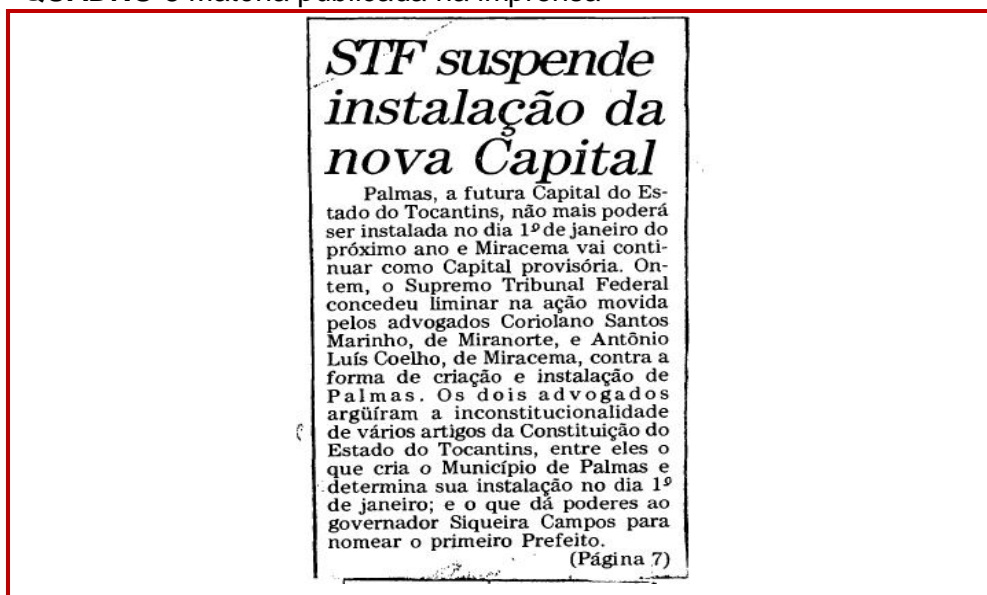 STF suspende
instalação da
nova Capital
Palmas, a futura Capital do Es-
tado do Tocantins, não mais poderá
ser instalada no dia 1º de janeiro do
próximo ano e Miracema vai conti-
nuar como Capital provisória. On-
tem, o Supremo Tribunal Federal
concedeu liminar na ação movida
pelos advogados Coriolano Santos
Marinho, de Miranorte, e Antônio
Luís Coelho, de Miracema, contra a
forma de criação e instalação de
Palmas. Os dois advogados
argüíram a inconstitucionalidade
de vários artigos da Constituição do
Estado do Tocantins, entre eles o
que cria o Município de Palmas e
determina sua instalação no dia 1º
de janeiro; e o que dá poderes ao
governador Siqueira Campos para
nomear o primeiro Prefeito.
(Página 7)